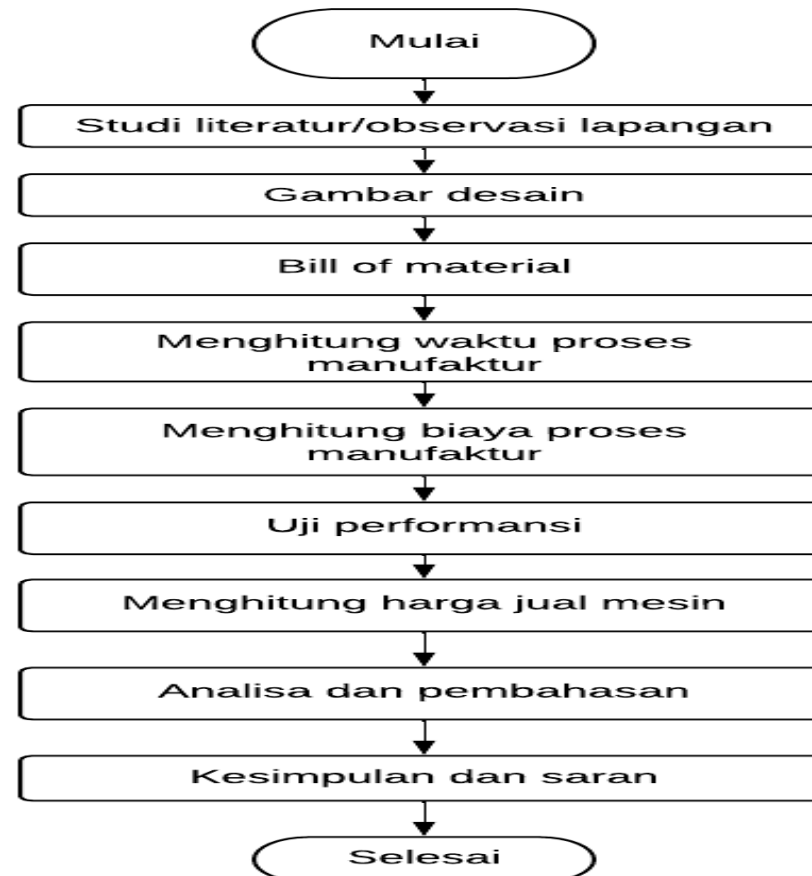 Mulai
Studi literatur/observasi lapangan
Gambar desain
Bill of material
Menghitung waktu proses
manufaktur
Menghitung biaya proses
manufaktur
Uji performansi
Menghitung harga jual mesin
Analisa dan pembahasan
Kesimpulan dan saran
Selesai